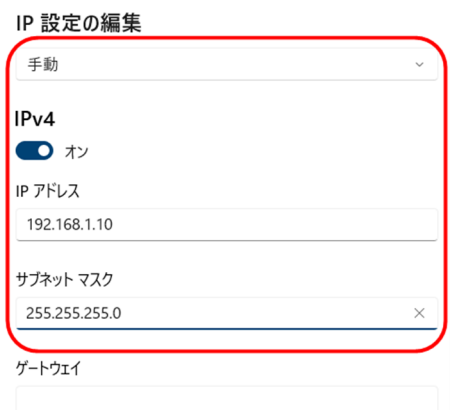 IP 設定の編集
手動
IPv4
オン
IP アドレス
192.168.1.10
サブネット マスク
255.255.255.0
ゲートウェイ